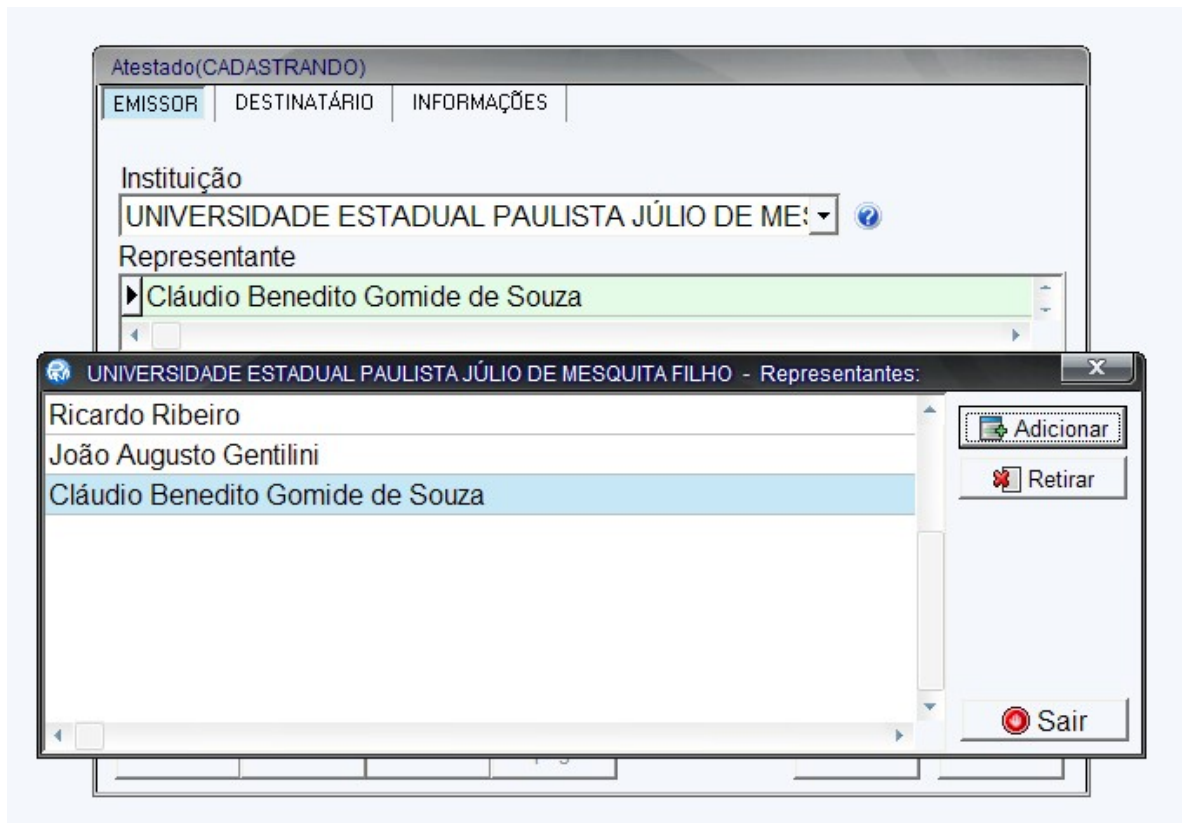 Atestado(CADASTRANDO)
EMISSOR DESTINATÁRIO INFORMAÇÕES
Instituição
UNIVERSIDADE ESTADUAL PAULISTA JÚLIO DE
Representante
Cláudio Benedito Gomide de Souza
UNIVERSIDADE ESTADUAL PAULISTA JÚLIO DE MESQUITA FILHO - Representantes:
Ricardo Ribeiro
João Augusto Gentilini
Cláudio Benedito Gomide de Souza
Adicionar
Retirar
Sair